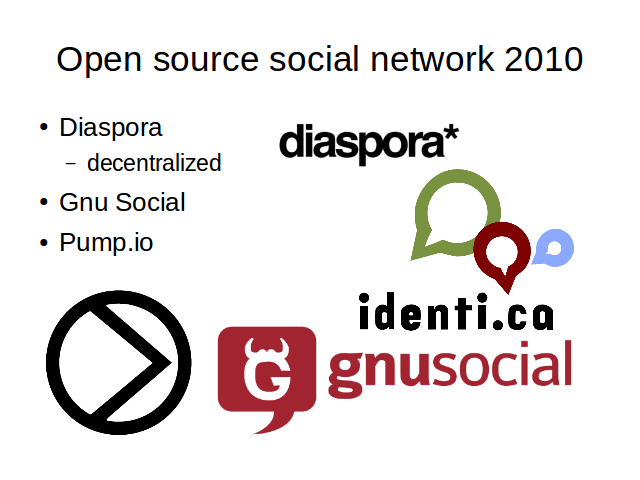 Open source social network 2010
• Diaspora
– decentralized
• Gnu Social
• Pump.io
diaspora*
identi.ca
G
gnusocial